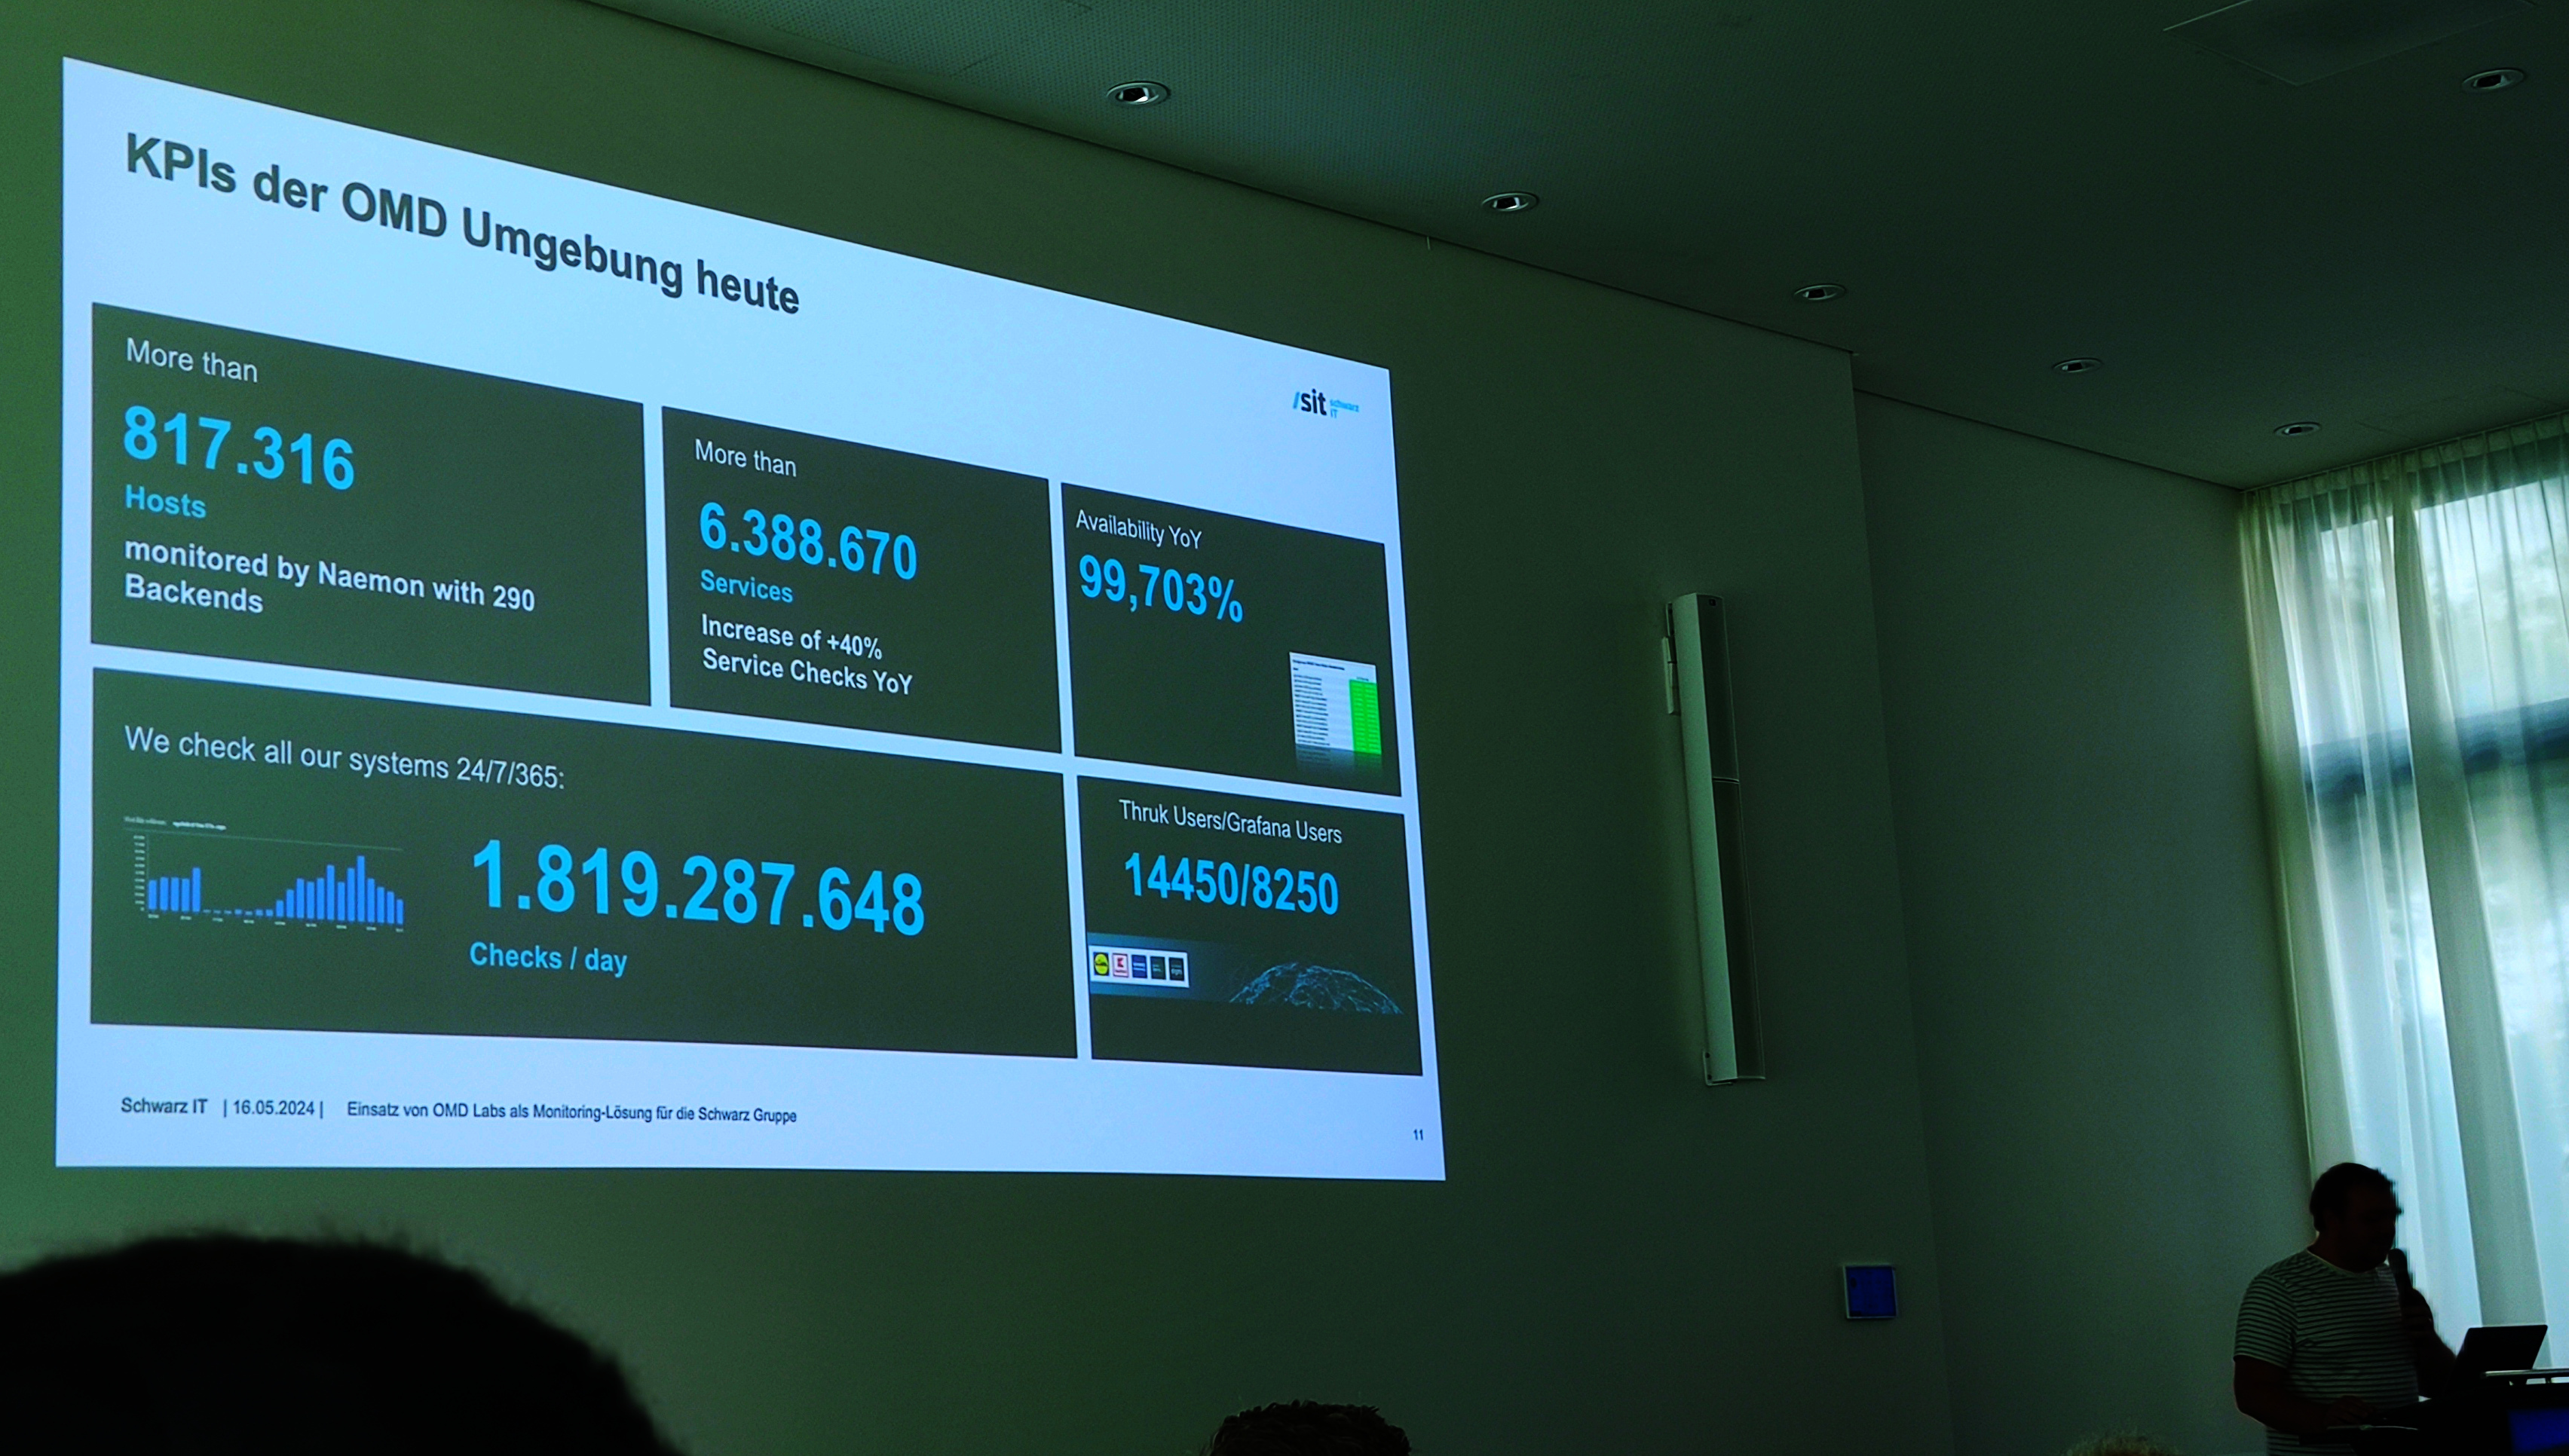 KPIs der OMD Umgebung heute
/sit schwarz
IT
More than
817.316
Hosts
monitored by Naemon with 290
Backends
More than
6.388.670
Services
Increase of +40%
Service Checks YoY
Availability YoY
99,703%
We check all our systems 24/7/365:
1.819.287.648
Checks / day
Thruk Users/Grafana Users
14450/8250
Schwarz IT | 16.05.2024 | Einsatz von OMD Labs als Monitoring-Lösung für die Schwarz Gruppe
11